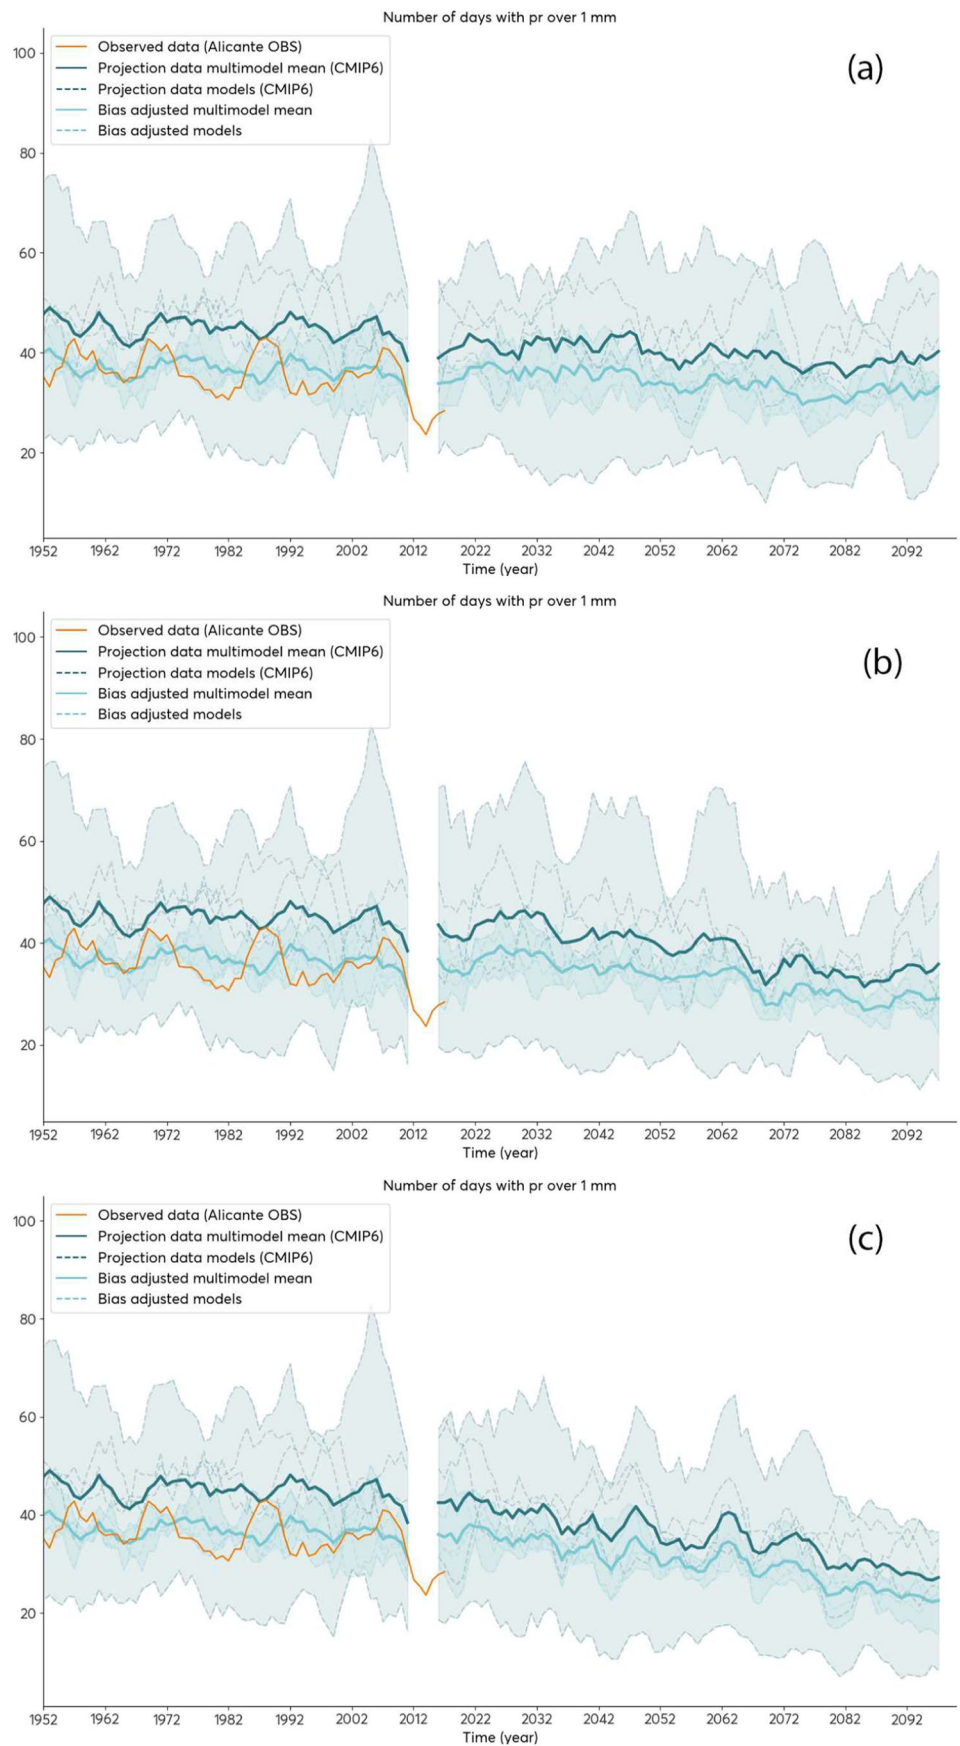 Number of days with pr over 1 mm
100
Observed data (Alicante OBS)
Projection data multimodel mean (CMIP6)
Projection data models (CMIP6)
Bias adjusted multimodel mean
Bias adjusted models
(a)
80
60
40
20
1952 1962 1972 1982 1992 2002 2012 2022 2032 2042 2052 2062 2072 2082 2092
Time (year)
Number of days with pr over 1 mm
100
Observed data (Alicante OBS)
Projection data multimodel mean (CMIP6)
Projection data models (CMIP6)
Bias adjusted multimodel mean
Bias adjusted models
(b)
80
60
40
20
1952 1962 1972 1982 1992 2002 2012 2022 2032 2042 2052 2062 2072 2082 2092
Time (year)
Number of days with pr over 1 mm
100
Observed data (Alicante OBS)
Projection data multimodel mean (CMIP6)
Projection data models (CMIP6)
Bias adjusted multimodel mean
Bias adjusted models
(c)
80
60
40
20
1952 1962 1972 1982 1992 2002 2012 2022 2032 2042 2052 2062 2072 2082 2092
Time (year)